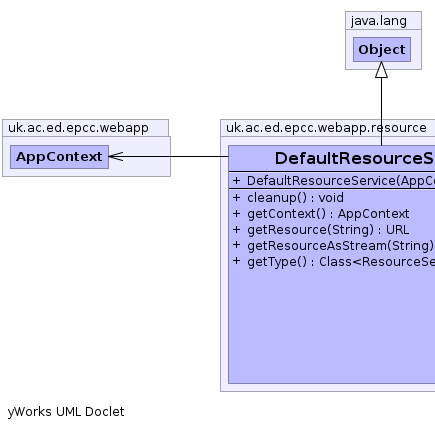 java.lang
Object
uk.ac.ed.epcc.webapp
AppContext
uk.ac.ed.epcc.webapp.resource
DefaultResourceS
+ DefaultResourceService(AppCo
+ cleanup() : void
+ getContext() : AppContext
+ getResource(String) : URL
+ getResourceAsStream(String)
+ getType() : Class<ResourceSe
yWorks UML Doclet